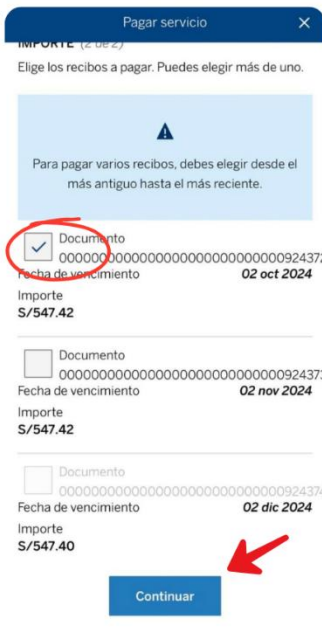 Pagar servicio
IMPORTE (2 de 2)
Elige los recibos a pagar. Puedes elegir más de uno.
Para pagar varios recibos, debes elegir desde el
más antiguo hasta el más reciente.
Documento
Fecha de vencimiento 02 oct 2024
Importe
S/547.42
Documento
Fecha de vencimiento 02 nov 2024
Importe
S/547.42
Documento
Fecha de vencimiento 02 dic 2024
Importe
S/547.40
Continuar